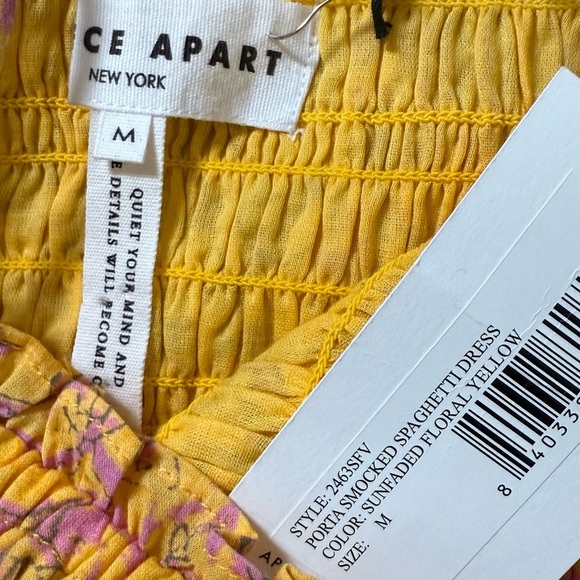 CE APART
NEW YORK
M
QUIET YOUR MIND AND
E DETAILS WILL BECOME C
STYLE: 2463SFV
PORTA SMOCKED SPAGHETTI DRESS
COLOR: SUNFADED FLORAL YELLOW
SIZE: M
8 4033
AP